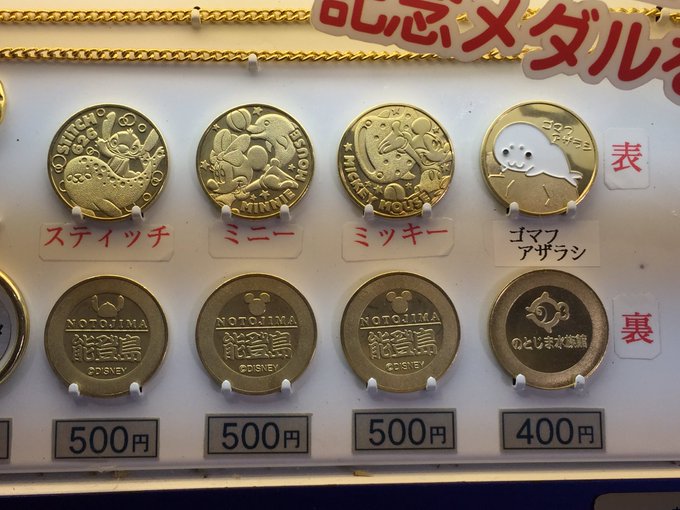 記念メダルを
STITCH
626
MINNIE MOUSE
MICKEY MOUSE
ゴマフ
アザラシ
表
スティッチ
ミニー
ミッキー
ゴマフ
アザラシ
NOTOJIMA
能登島
©DISNEY
NOTOJIMA
能登島
©DISNEY
NOTOJIMA
能登島
©DISNEY
のとじま水族館
裏
500円
500円
500円
400円